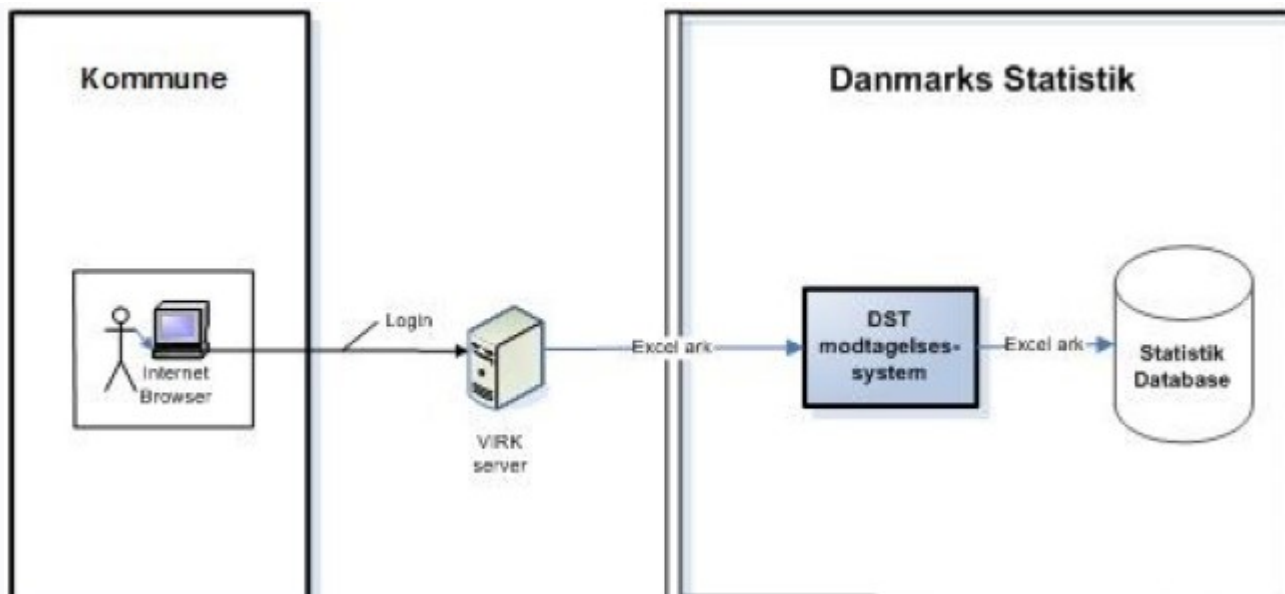 Kommune
Danmarks Statistik
Internet
Browser
Login
VIRK
server
Excel ark
DST
modtagelses-
system
Excel ark
Statistik
Database